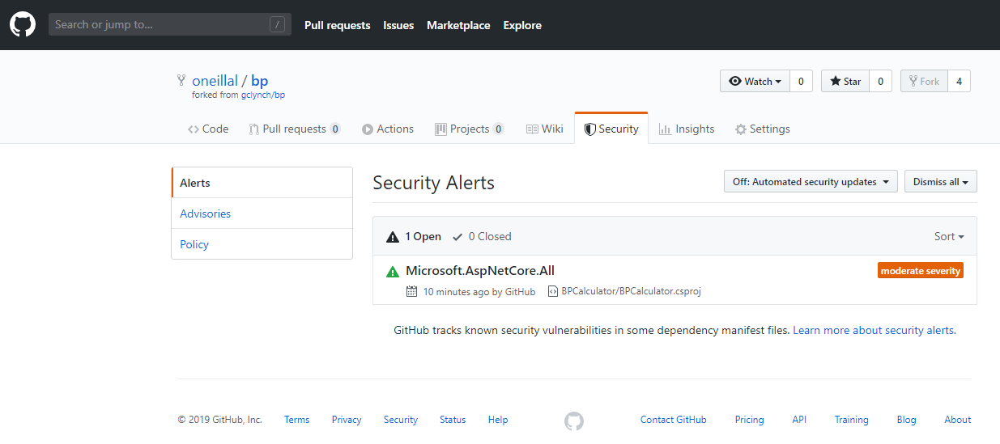 Search or jump to... / Pull requests Issues Marketplace Explore
oneillal / bp Watch 0 Star 0 Fork 4
forked from gclynch/bp
Code Pull requests 0 Actions Projects 0 Wiki Security Insights Settings
Alerts
Advisories
Policy
Security Alerts Off: Automated security updates Dismiss all
1 Open 0 Closed Sort
Microsoft.AspNetCore.All moderate severity
10 minutes ago by GitHub BPCalculator/BPCalculator.csproj
GitHub tracks known security vulnerabilities in some dependency manifest files. Learn more about security alerts.
© 2019 GitHub, Inc. Terms Privacy Security Status Help Contact GitHub Pricing API Training Blog About